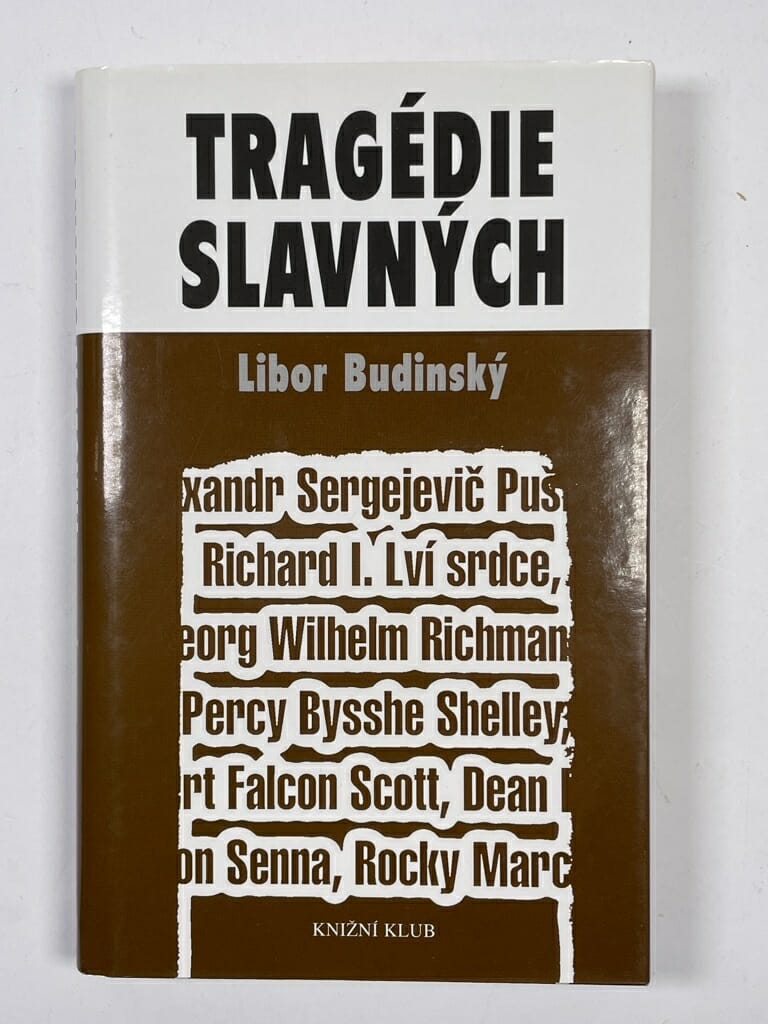 TRAGÉDIE
SLAVNÝCH
Libor Budinský
xandr Sergejevič Puš
Richard I. Lví srdce,
eorg Wilhelm Richman
Percy Bysshe Shelley,
rt Falcon Scott, Dean
on Senna, Rocky Marc
KNIŽNÍ KLUB